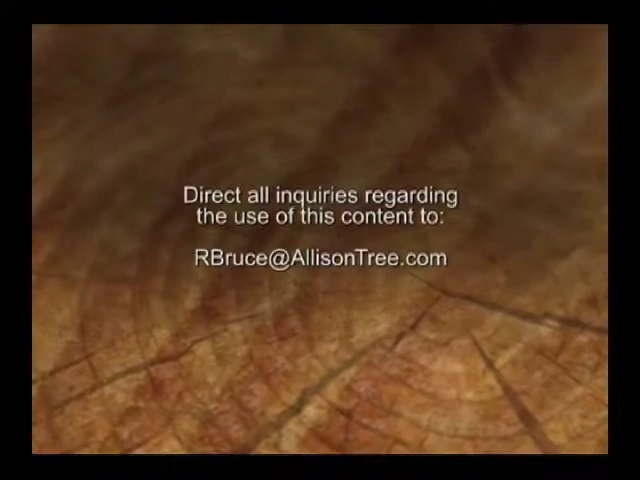 Direct all inquiries regarding
the use of this content to:
RBruce@AllisonTree.com